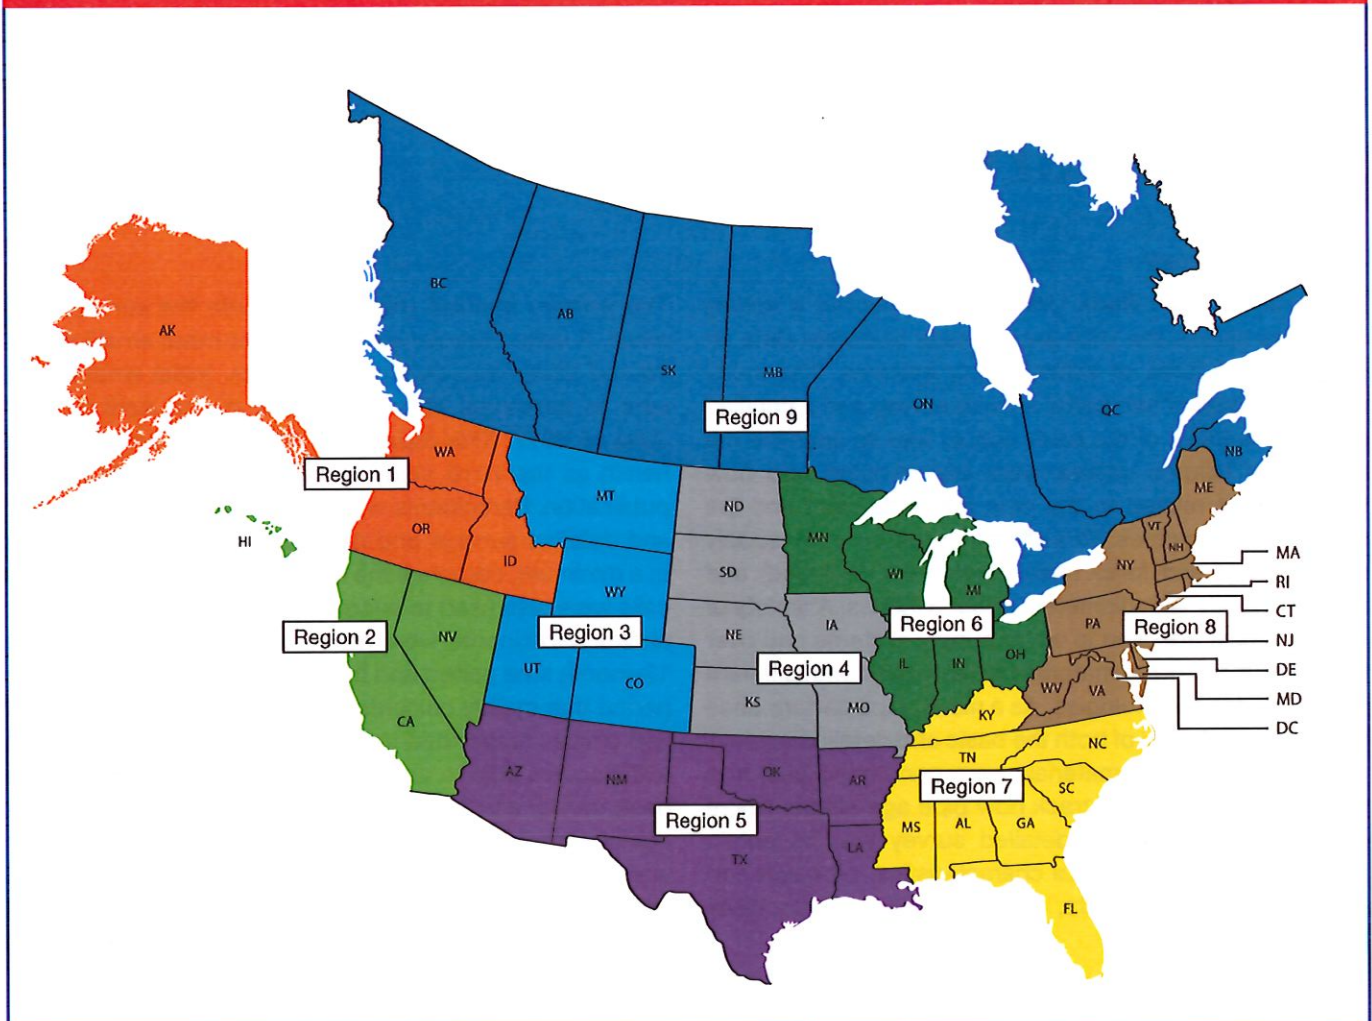 BC
AB
SK
MB
ON
QC
NB
Region 9
AK
WA
OR
ID
Region 1
HI
CA
NV
Region 2
MT
WY
UT
CO
Region 3
ND
SD
NE
KS
IA
MO
Region 4
AZ
NM
OK
TX
AR
LA
Region 5
MN
WI
MI
IL
IN
OH
Region 6
KY
TN
NC
SC
MS
AL
GA
FL
Region 7
ME
VT
NH
NY
PA
WV
VA
Region 8
MA
RI
CT
NJ
DE
MD
DC